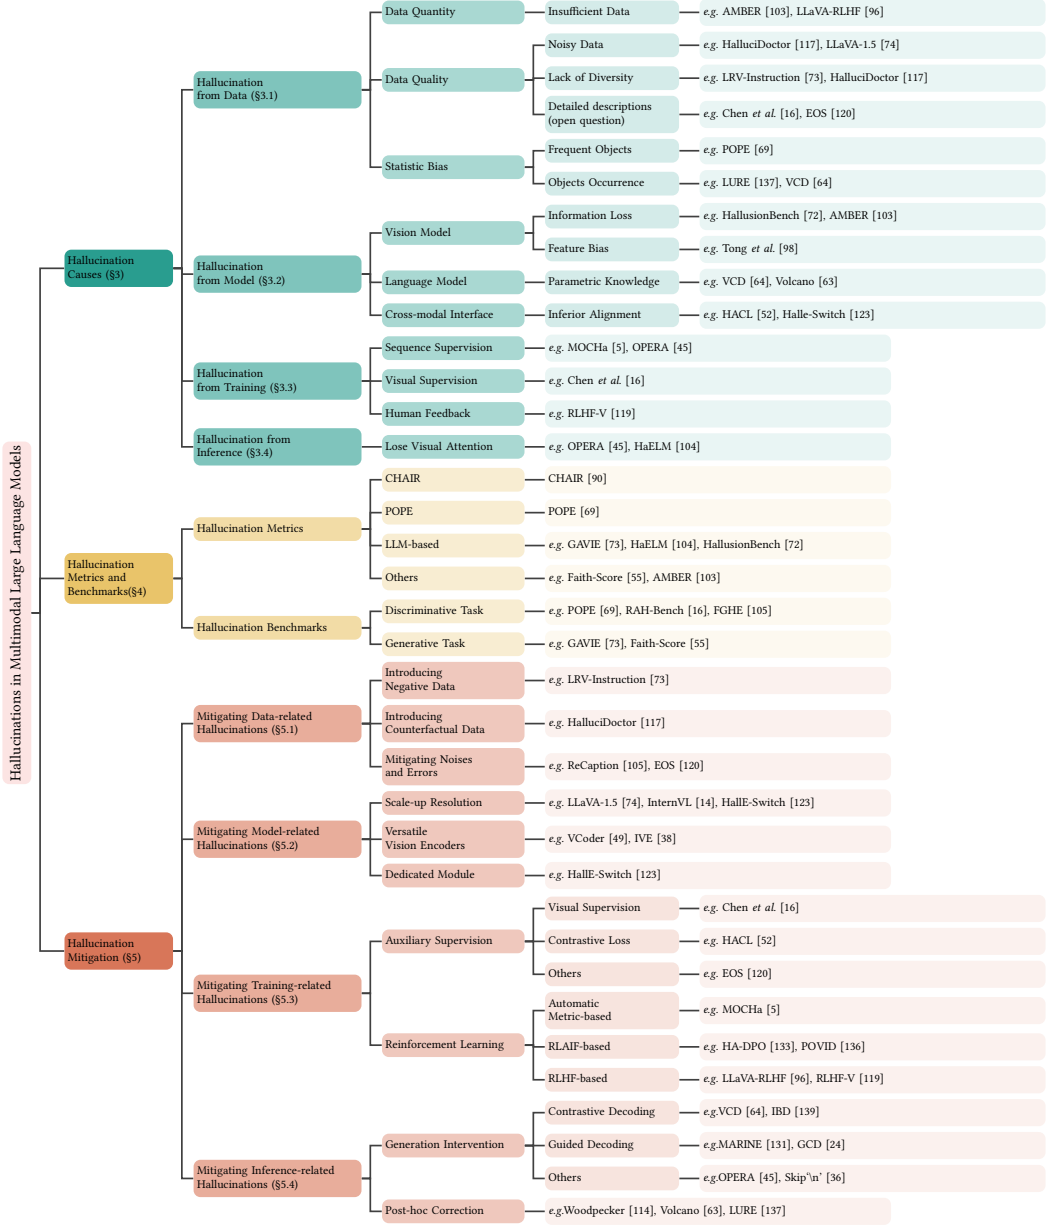 Hallucinations in Multimodal Large Language Models
Hallucination
Causes (§3)
Hallucination
from Data (§3.1)
Data Quantity
Insufficient Data
e.g. AMBER [103], LLaVA-RLHF [96]
Data Quality
Noisy Data
e.g. HalluciDoctor [117], LLaVA-1.5 [74]
Lack of Diversity
e.g. LRV-Instruction [73], HalluciDoctor [117]
Detailed descriptions
(open question)
e.g. Chen et al. [16], EOS [120]
Statistic Bias
Frequent Objects
e.g. POPE [69]
Objects Occurrence
e.g. LURE [137], VCD [64]
Hallucination
from Model (§3.2)
Vision Model
Information Loss
e.g. HallusionBench [72], AMBER [103]
Feature Bias
e.g. Tong et al. [98]
Language Model
Parametric Knowledge
e.g. VCD [64], Volcano [63]
Cross-modal Interface
Inferior Alignment
e.g. HACL [52], Halle-Switch [123]
Hallucination
from Training (§3.3)
Sequence Supervision
e.g. MOCHa [5], OPERA [45]
Visual Supervision
e.g. Chen et al. [16]
Human Feedback
e.g. RLHF-V [119]
Hallucination from
Inference (§3.4)
Lose Visual Attention
e.g. OPERA [45], HaELM [104]
Hallucination
Metrics and
Benchmarks(§4)
Hallucination Metrics
CHAIR
CHAIR [90]
POPE
POPE [69]
LLM-based
e.g. GAVIE [73], HaELM [104], HallusionBench [72]
Others
e.g. Faith-Score [55], AMBER [103]
Hallucination Benchmarks
Discriminative Task
e.g. POPE [69], RAH-Bench [16], FGHE [105]
Generative Task
e.g. GAVIE [73], Faith-Score [55]
Hallucination
Mitigation (§5)
Mitigating Data-related
Hallucinations (§5.1)
Introducing
Negative Data
e.g. LRV-Instruction [73]
Introducing
Counterfactual Data
e.g. HalluciDoctor [117]
Mitigating Noises
and Errors
e.g. ReCaption [105], EOS [120]
Mitigating Model-related
Hallucinations (§5.2)
Scale-up Resolution
e.g. LLaVA-1.5 [74], InternVL [14], HallE-Switch [123]
Versatile
Vision Encoders
e.g. VCoder [49], IVE [38]
Dedicated Module
e.g. HallE-Switch [123]
Mitigating Training-related
Hallucinations (§5.3)
Auxiliary Supervision
Visual Supervision
e.g. Chen et al. [16]
Contrastive Loss
e.g. HACL [52]
Others
e.g. EOS [120]
Reinforcement Learning
Automatic
Metric-based
e.g. MOCHa [5]
RLAIF-based
e.g. HA-DPO [133], POVID [136]
RLHF-based
e.g. LLaVA-RLHF [96], RLHF-V [119]
Mitigating Inference-related
Hallucinations (§5.4)
Generation Intervention
Contrastive Decoding
e.g.VCD [64], IBD [139]
Guided Decoding
e.g.MARINE [131], GCD [24]
Others
e.g.OPERA [45], Skip‘\n’ [36]
Post-hoc Correction
e.g.Woodpecker [114], Volcano [63], LURE [137]